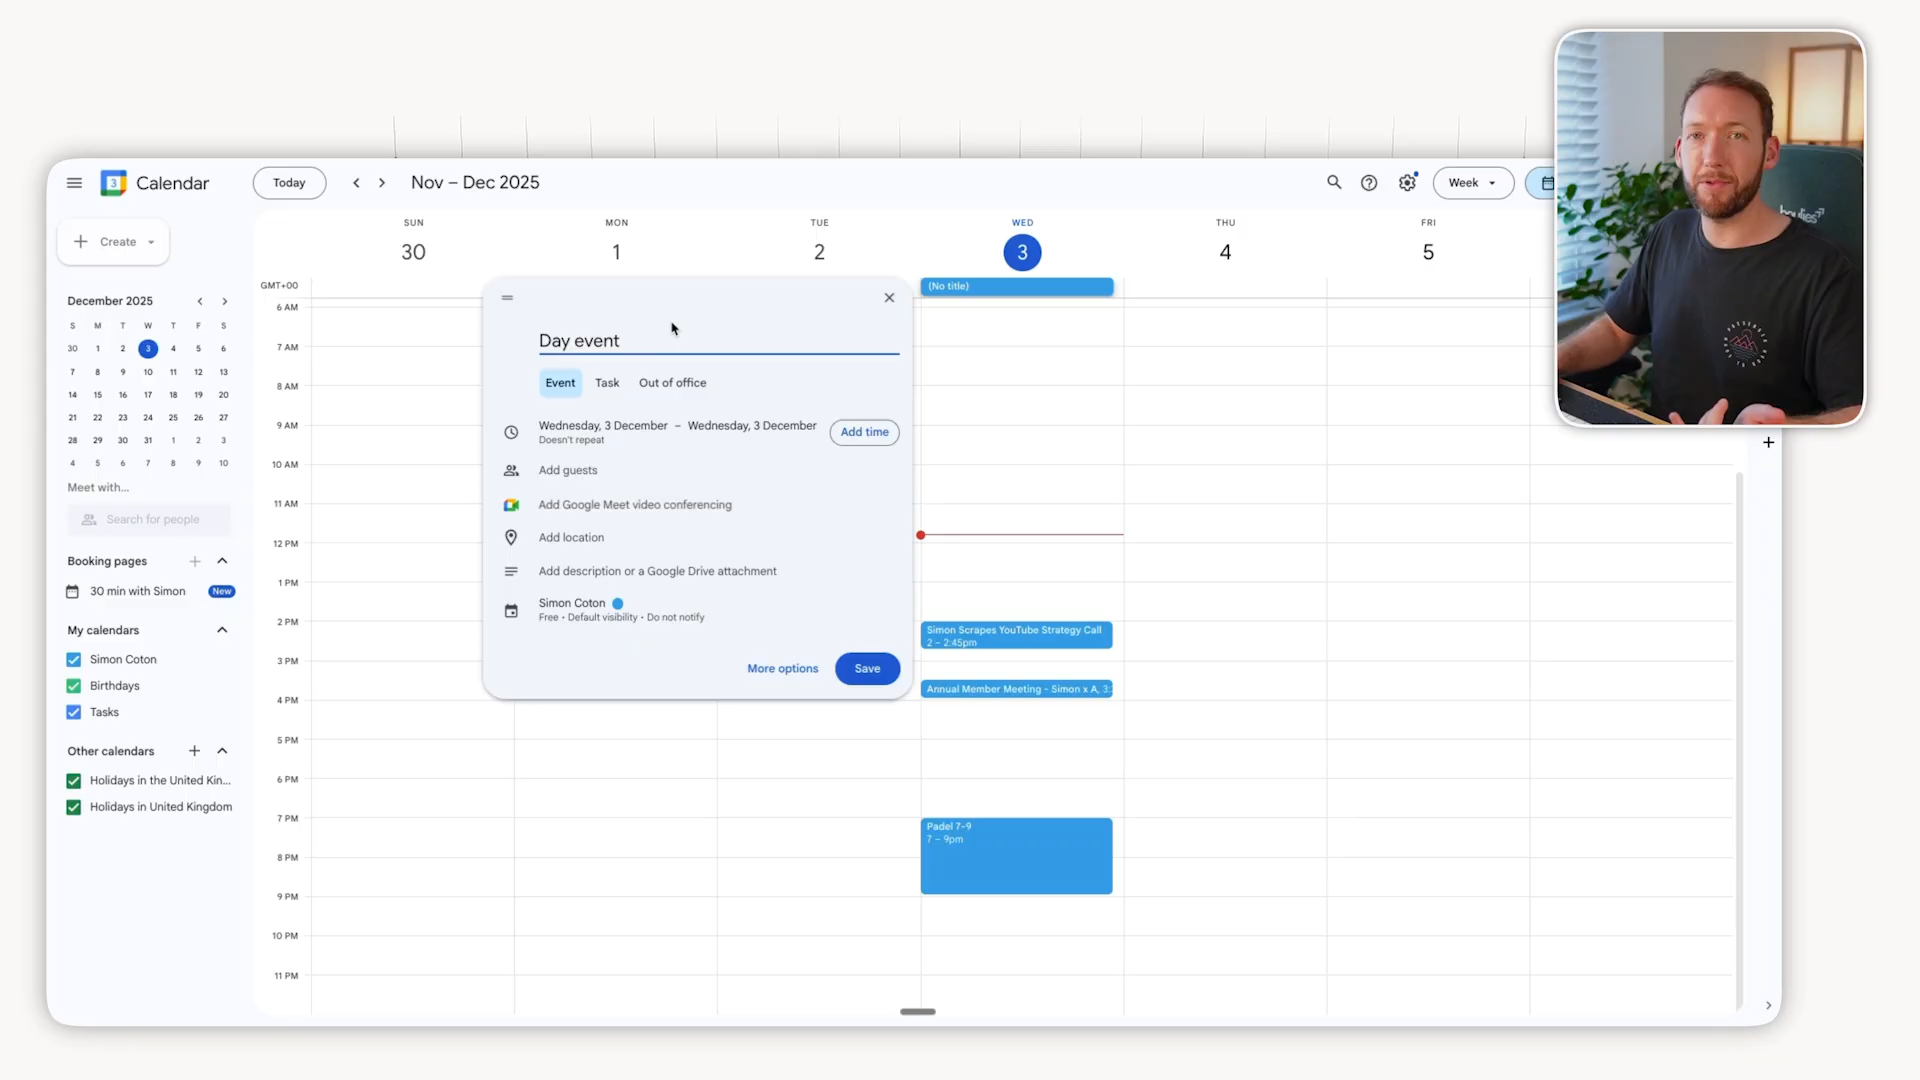 3 Calendar
Today
Nov – Dec 2025
Week
Create
SUN MON TUE WED THU FRI
30 1 2 3 4 5
GMT+00
(No title)
December 2025
S M T W T F S
30 1 2 3 4 5 6
7 8 9 10 11 12 13
14 15 16 17 18 19 20
21 22 23 24 25 26 27
28 29 30 31 1 2 3
4 5 6 7 8 9 10
Meet with...
Search for people
Booking pages
30 min with Simon New
My calendars
Simon Coton
Birthdays
Tasks
Other calendars
Holidays in the United Kin...
Holidays in United Kingdom
6 AM
7 AM
8 AM
9 AM
10 AM
11 AM
12 PM
1 PM
2 PM
3 PM
4 PM
5 PM
6 PM
7 PM
8 PM
9 PM
10 PM
11 PM
Day event
Event Task Out of office
Wednesday, 3 December – Wednesday, 3 December Add time
Doesn't repeat
Add guests
Add Google Meet video conferencing
Add location
Add description or a Google Drive attachment
Simon Coton
Free • Default visibility • Do not notify
More options Save
Simon Scrapes YouTube Strategy Call
2 – 2:45pm
Annual Member Meeting - Simon x A, 3:
Padel 7-9
7 – 9pm